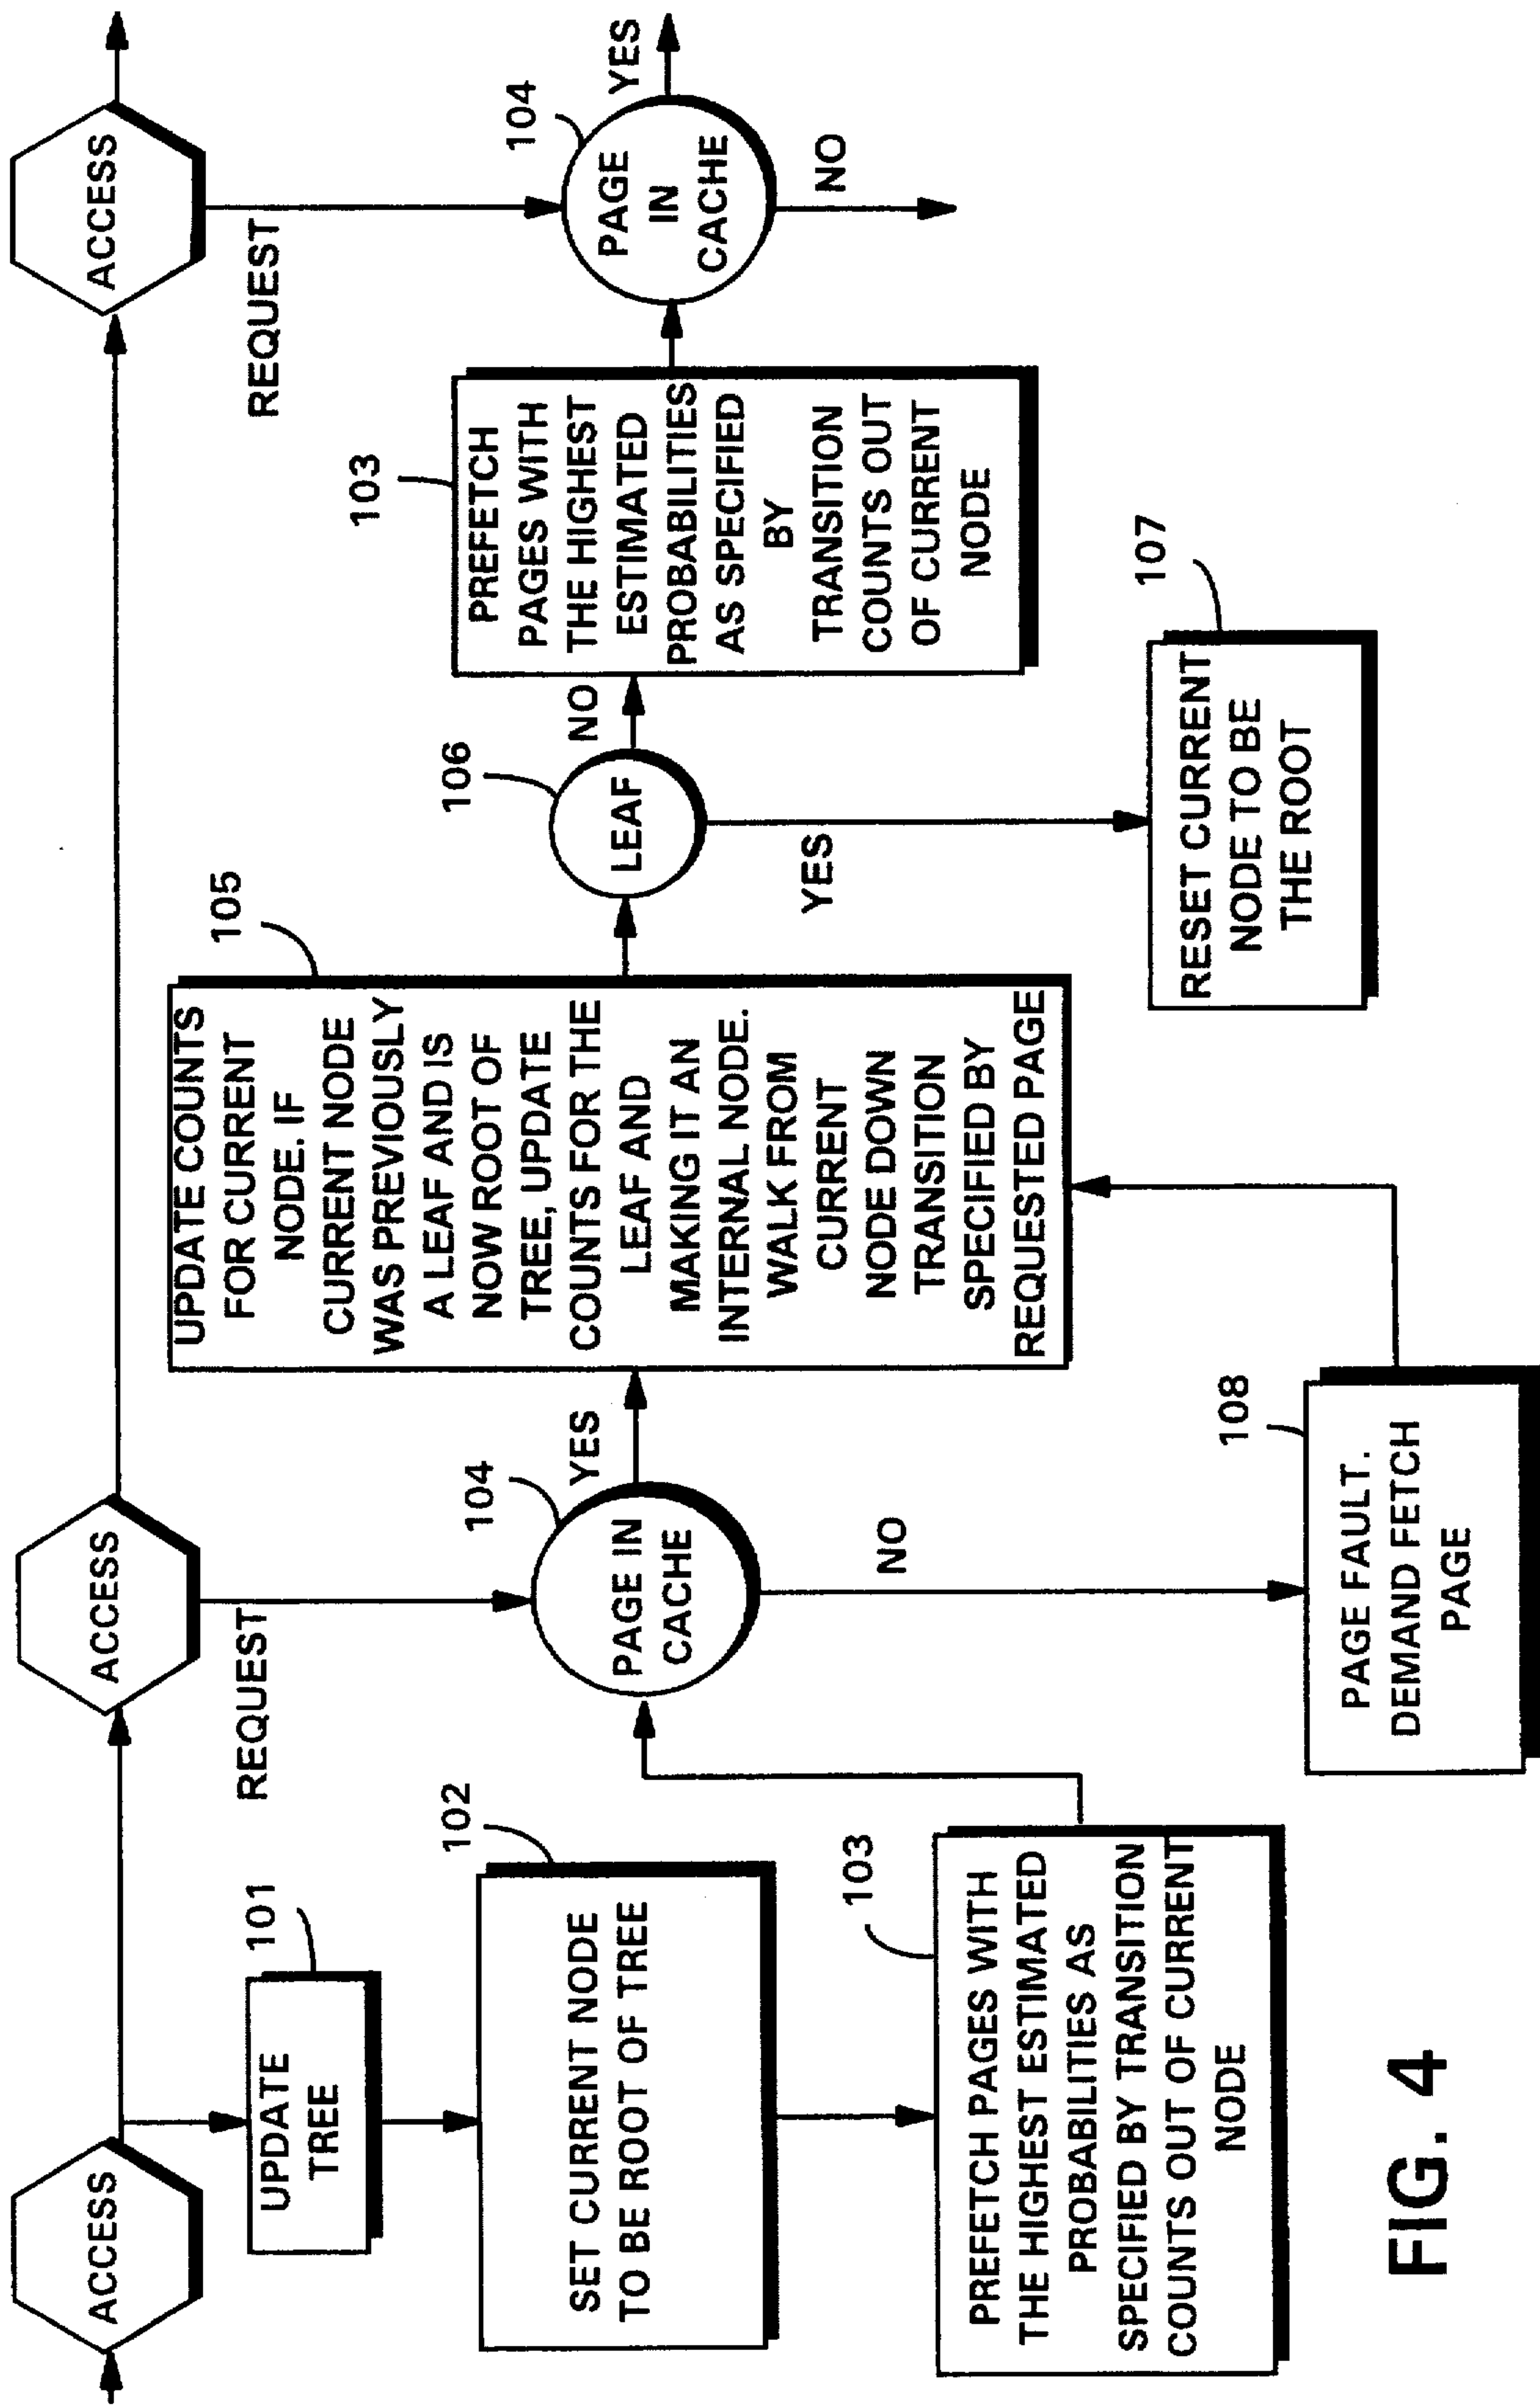 ACCESS
ACCESS
ACCESS
REQUEST
REQUEST
101
UPDATE
TREE
102
SET CURRENT NODE
TO BE ROOT OF TREE
103
PREFETCH PAGES WITH
THE HIGHEST ESTIMATED
PROBABILITIES AS
SPECIFIED BY TRANSITION
COUNTS OUT OF CURRENT
NODE
104
PAGE IN
CACHE
YES
NO
108
PAGE FAULT.
DEMAND FETCH
PAGE
105
UPDATE COUNTS
FOR CURRENT
NODE. IF
CURRENT NODE
WAS PREVIOUSLY
A LEAF AND IS
NOW ROOT OF
TREE, UPDATE
COUNTS FOR THE
LEAF AND
MAKING IT AN
INTERNAL NODE.
WALK FROM
CURRENT
NODE DOWN
TRANSITION
SPECIFIED BY
REQUESTED PAGE
106
LEAF
NO
YES
107
RESET CURRENT
NODE TO BE
THE ROOT
103
PREFETCH
PAGES WITH
THE HIGHEST
ESTIMATED
PROBABILITIES
AS SPECIFIED
BY
TRANSITION
COUNTS OUT
OF CURRENT
NODE
104
PAGE
IN
CACHE
YES
NO
FIG. 4